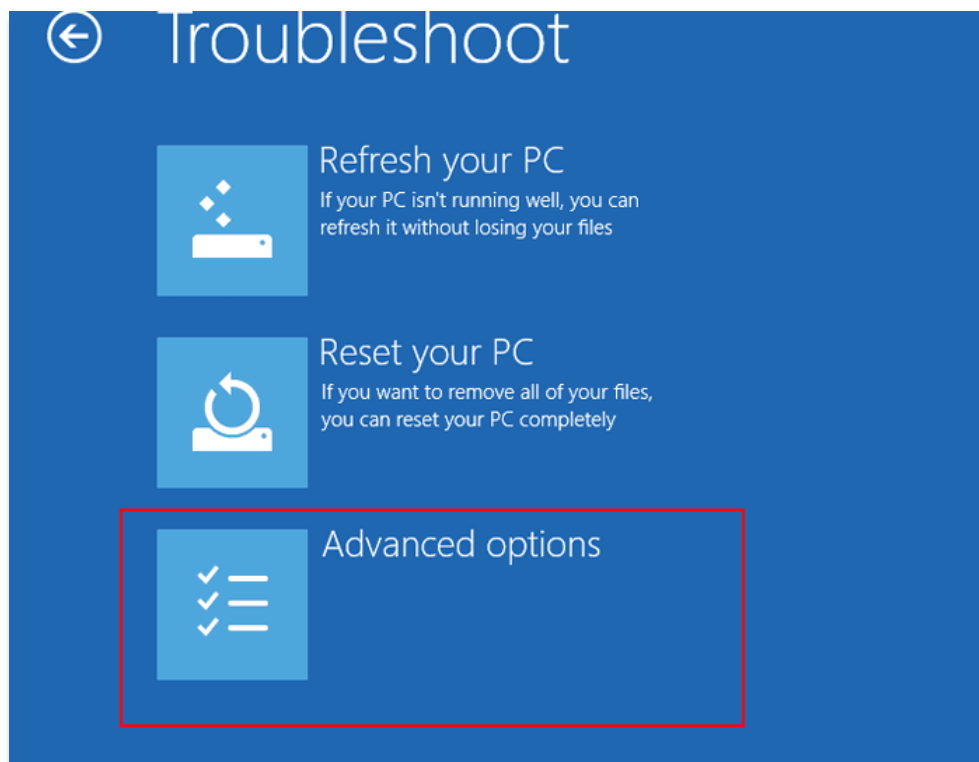 Troubleshoot
Refresh your PC
If your PC isn't running well, you can
refresh it without losing your files
Reset your PC
If you want to remove all of your files,
you can reset your PC completely
Advanced options